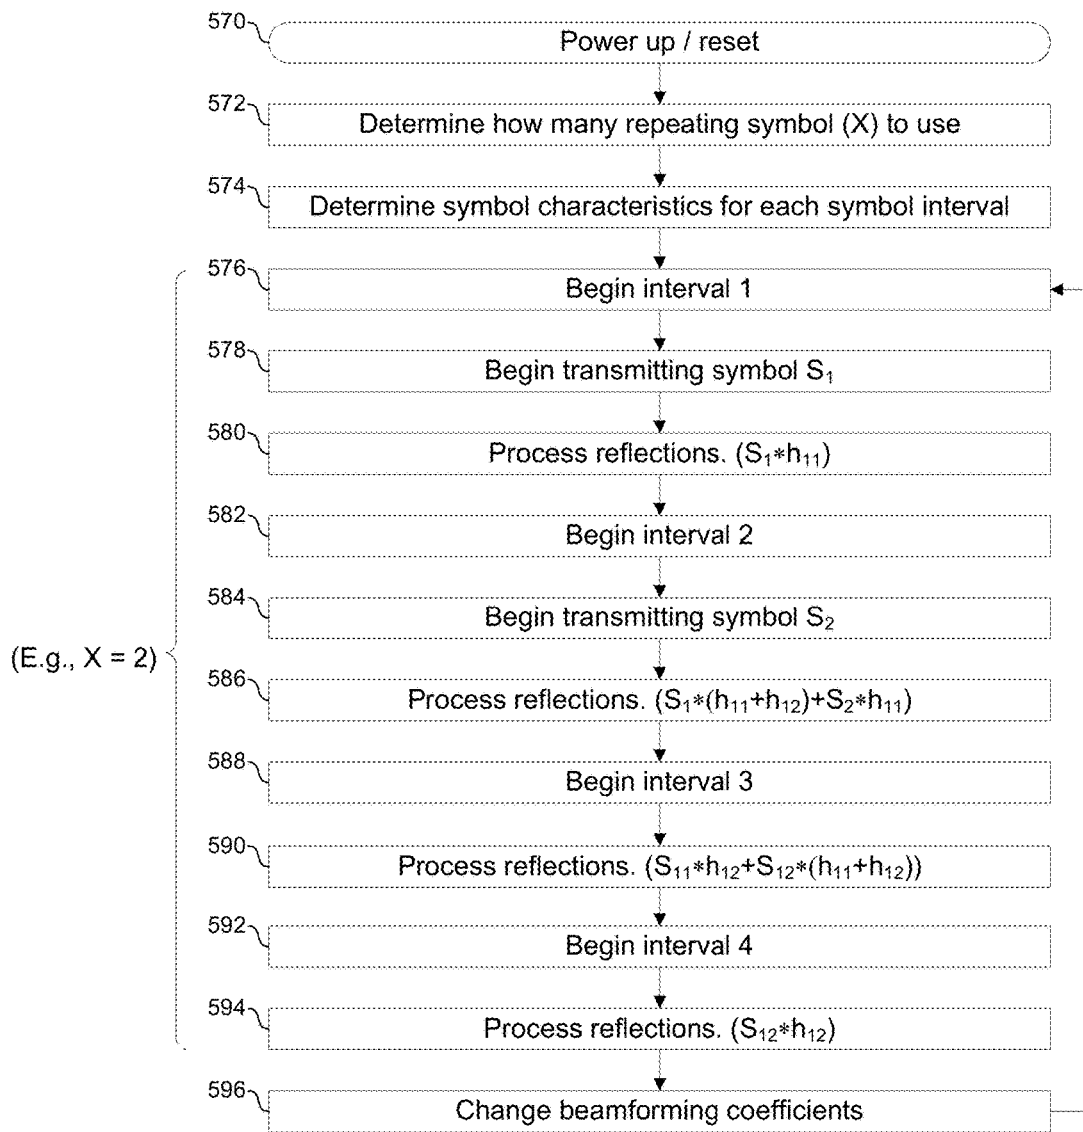 570
Power up / reset
572
Determine how many repeating symbol (X) to use
574
Determine symbol characteristics for each symbol interval
576
Begin interval 1
578
Begin transmitting symbol S₁
580
Process reflections. (S₁*h₁₁)
582
Begin interval 2
584
Begin transmitting symbol S₂
(E.g., X = 2)
586
Process reflections. (S₁*(h₁₁+h₁₂)+S₂*h₁₁)
588
Begin interval 3
590
Process reflections. (S₁₁*h₁₂+S₁₂*(h₁₁+h₁₂))
592
Begin interval 4
594
Process reflections. (S₁₂*h₁₂)
596
Change beamforming coefficients